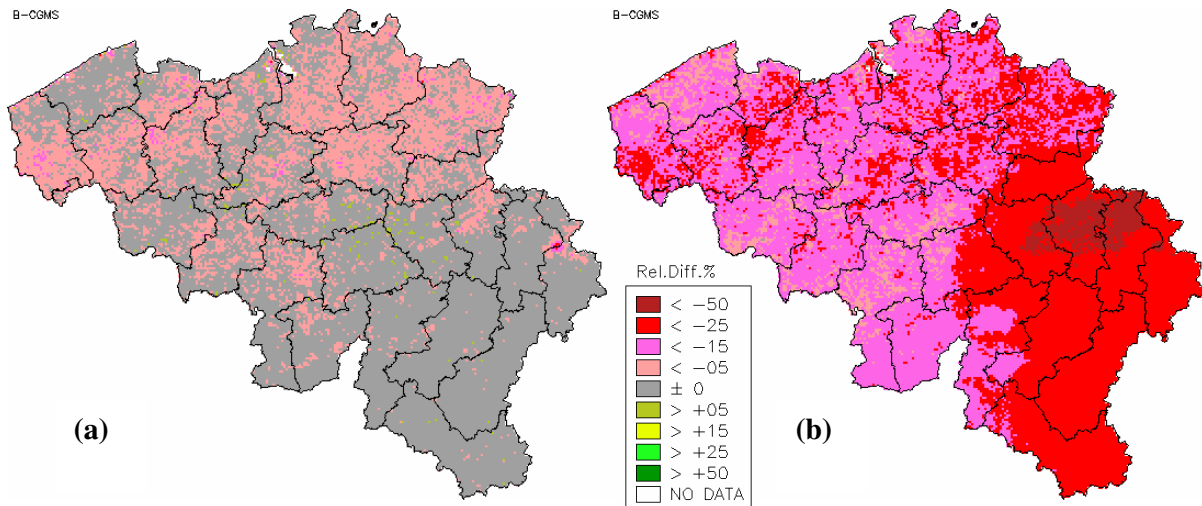 B-CGMS
B-CGMS
Rel.Diff.%
< -50
< -25
< -15
< -05
± 0
> +05
> +15
> +25
> +50
NO DATA
(a)
(b)